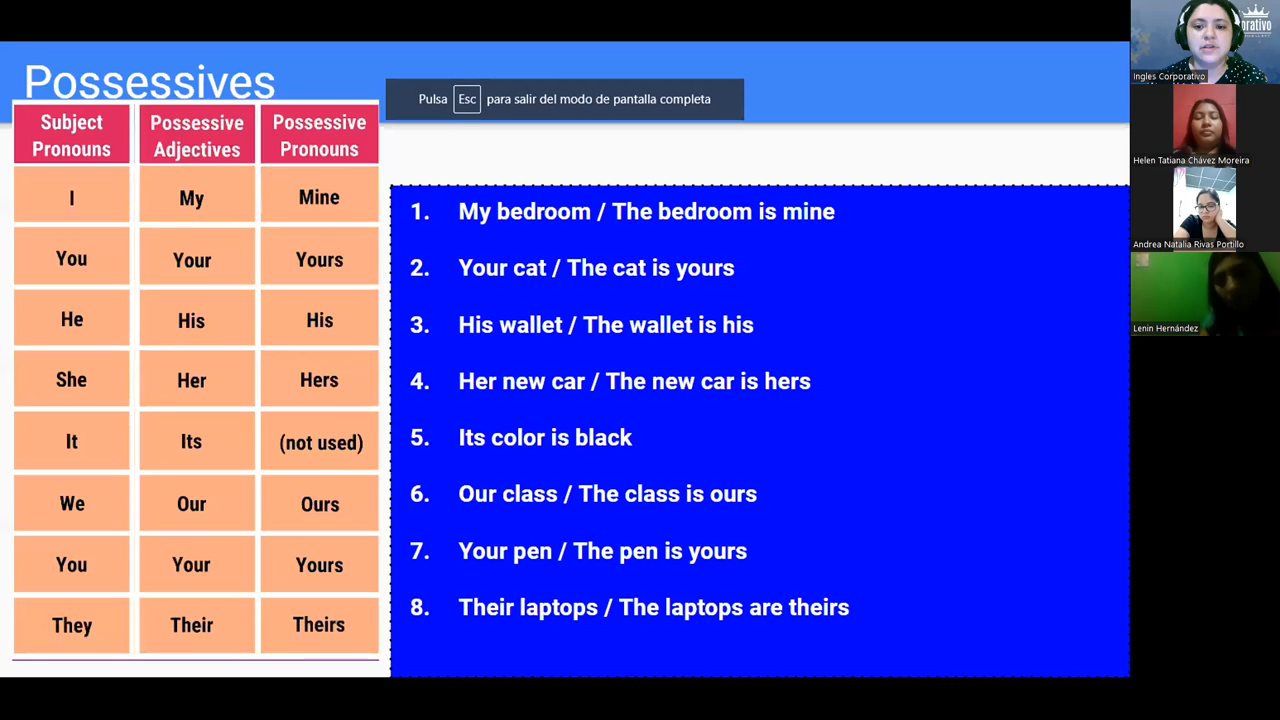 Possessives
Pulsa Esc para salir del modo de pantalla completa
Subject Pronouns
Possessive Adjectives
Possessive Pronouns
I
My
Mine
You
Your
Yours
He
His
His
She
Her
Hers
It
Its
(not used)
We
Our
Ours
You
Your
Yours
They
Their
Theirs
1. My bedroom / The bedroom is mine
2. Your cat / The cat is yours
3. His wallet / The wallet is his
4. Her new car / The new car is hers
5. Its color is black
6. Our class / The class is ours
7. Your pen / The pen is yours
8. Their laptops / The laptops are theirs
Ingles Corporativo
Helen Tatiana Chávez Moreira
Andrea Natalia Rivas Portillo
Lenin Hernández